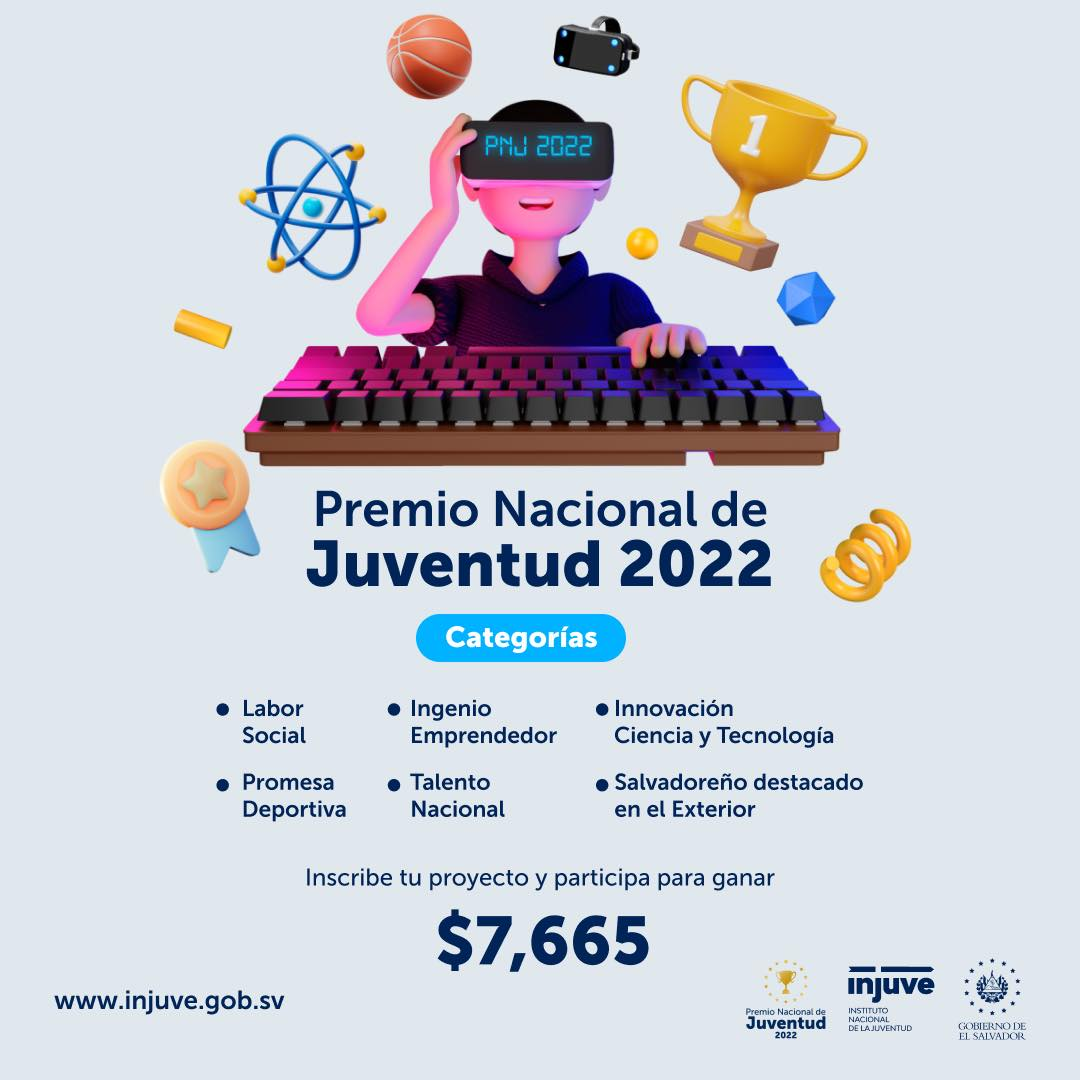 PNJ 2022
1
Premio Nacional de
Juventud 2022
Categorías
Labor
Social
Ingenio
Emprendedor
Innovación
Ciencia y Tecnología
Promesa
Deportiva
Talento
Nacional
Salvadoreño destacado
en el Exterior
Inscribe tu proyecto y participa para ganar
$7,665
www.injuve.gob.sv
Premio Nacional de
Juventud
2022
injuve
INSTITUTO
NACIONAL
DE LA JUVENTUD
GOBIERNO DE
EL SALVADOR